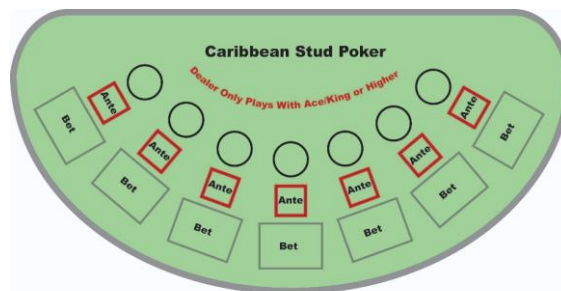 Caribbean Stud Poker
Dealer Only Plays With Ace/King or Higher
Ante
Bet
Ante
Bet
Ante
Bet
Ante
Bet
Ante
Bet
Ante
Bet
Ante
Bet